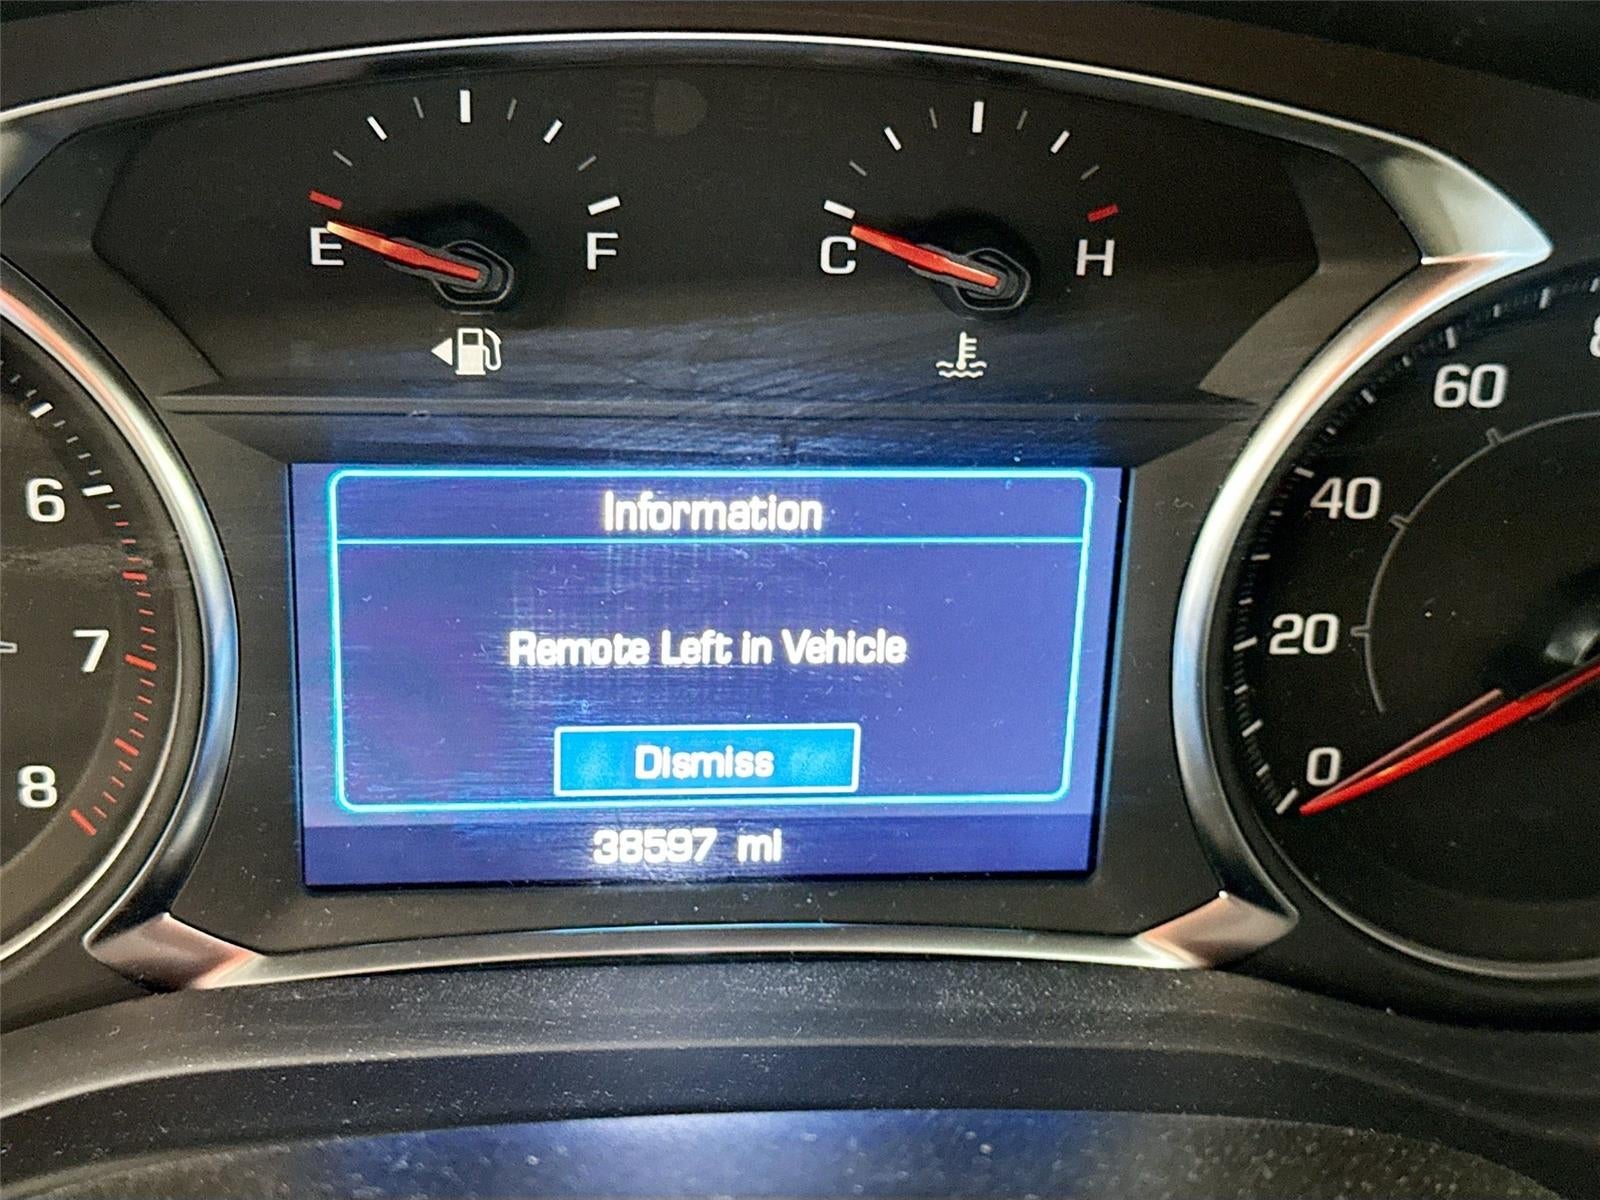 E F
C H
6
7
8
Information
Remote Left in Vehicle
Dismiss
38597 mi
60
40
20
0